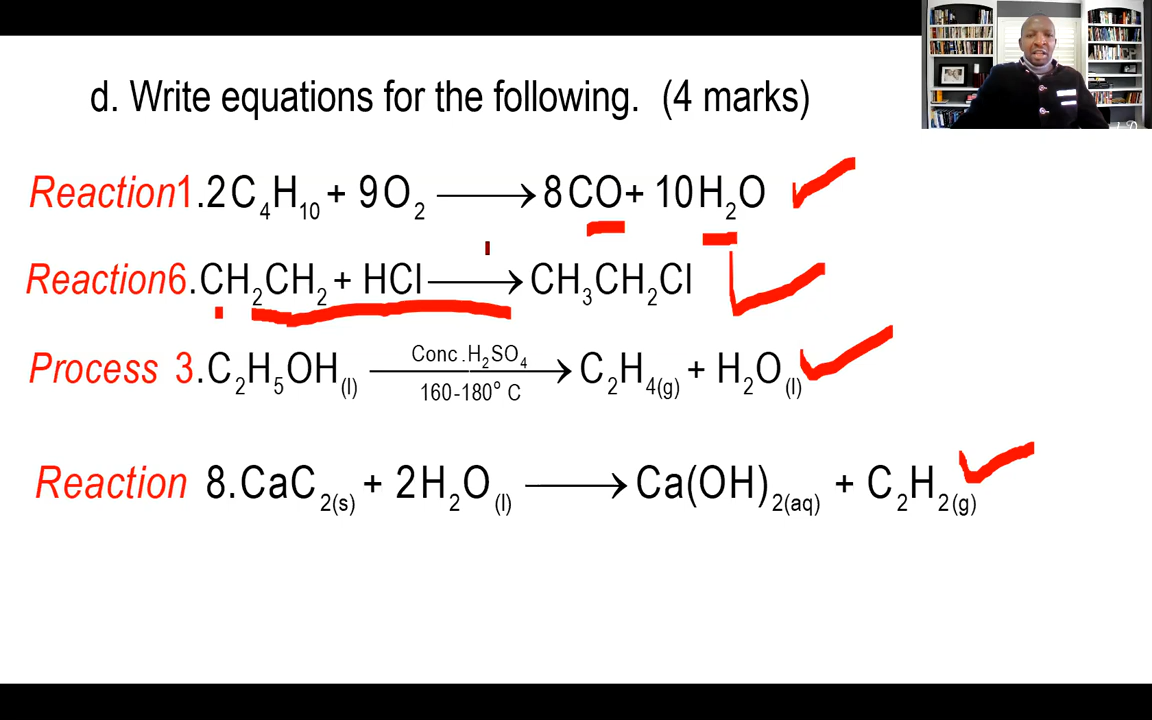 d. Write equations for the following. (4 marks)
Reaction1.2C₄H₁₀ + 9O₂ ⟶ 8CO+ 10H₂O
Reaction6.CH₂CH₂ + HCl ⟶ CH₃CH₂Cl
Conc.H₂SO₄
Process 3.C₂H₅OH(l) ⟶ C₂H₄(g) + H₂O(l)
160-180° C
Reaction 8.CaC₂(s) + 2H₂O(l) ⟶ Ca(OH)₂(aq) + C₂H₂(g)